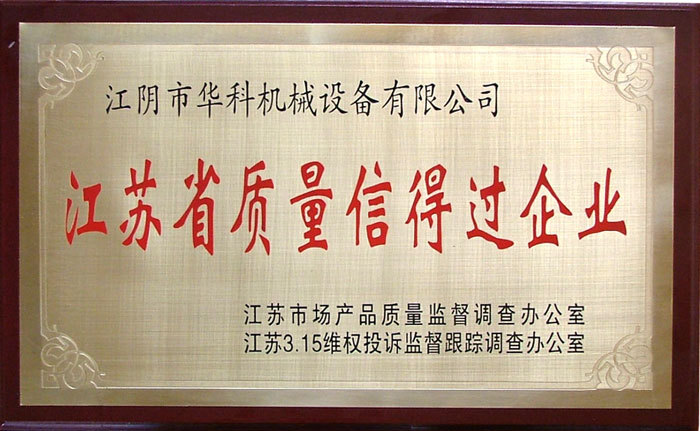 江阴市华科机械设备有限公司
江苏省质量信得过企业
江苏市场产品质量监督调查办公室
江苏3.15维权投诉监督跟踪调查办公室